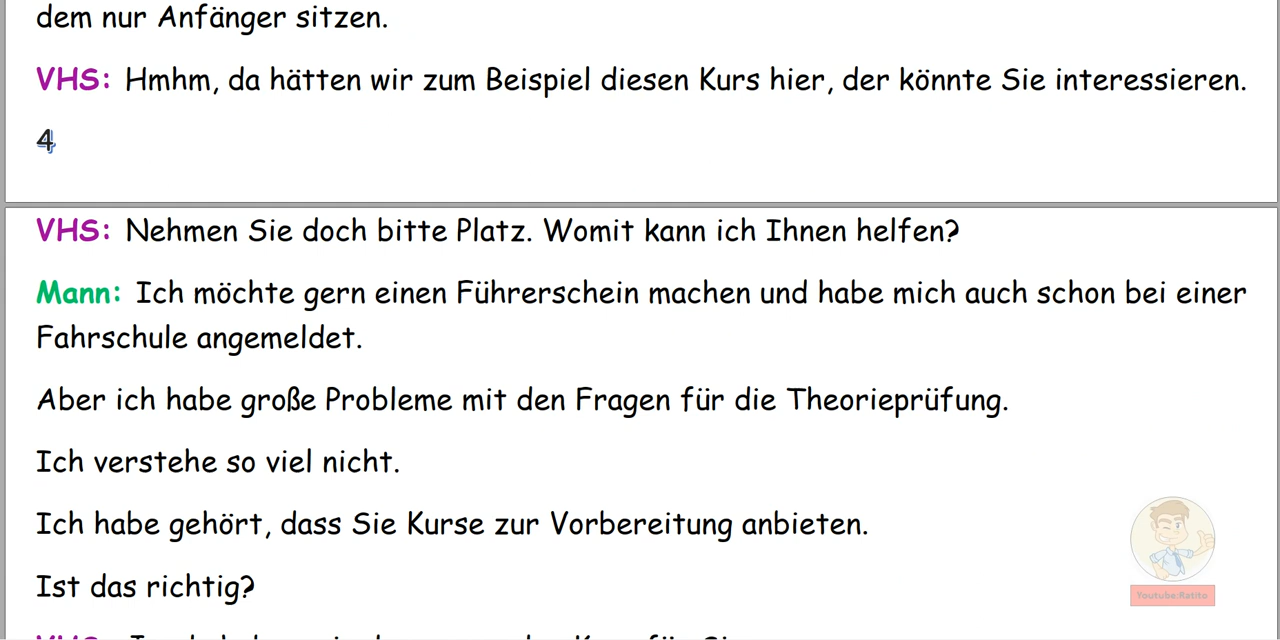 dem nur Anfänger sitzen.
VHS: Hmhm, da hätten wir zum Beispiel diesen Kurs hier, der könnte Sie interessieren.
4
VHS: Nehmen Sie doch bitte Platz. Womit kann ich Ihnen helfen?
Mann: Ich möchte gern einen Führerschein machen und habe mich auch schon bei einer
Fahrschule angemeldet.
Aber ich habe große Probleme mit den Fragen für die Theorieprüfung.
Ich verstehe so viel nicht.
Ich habe gehört, dass Sie Kurse zur Vorbereitung anbieten.
Ist das richtig?
Youtube:Ratito